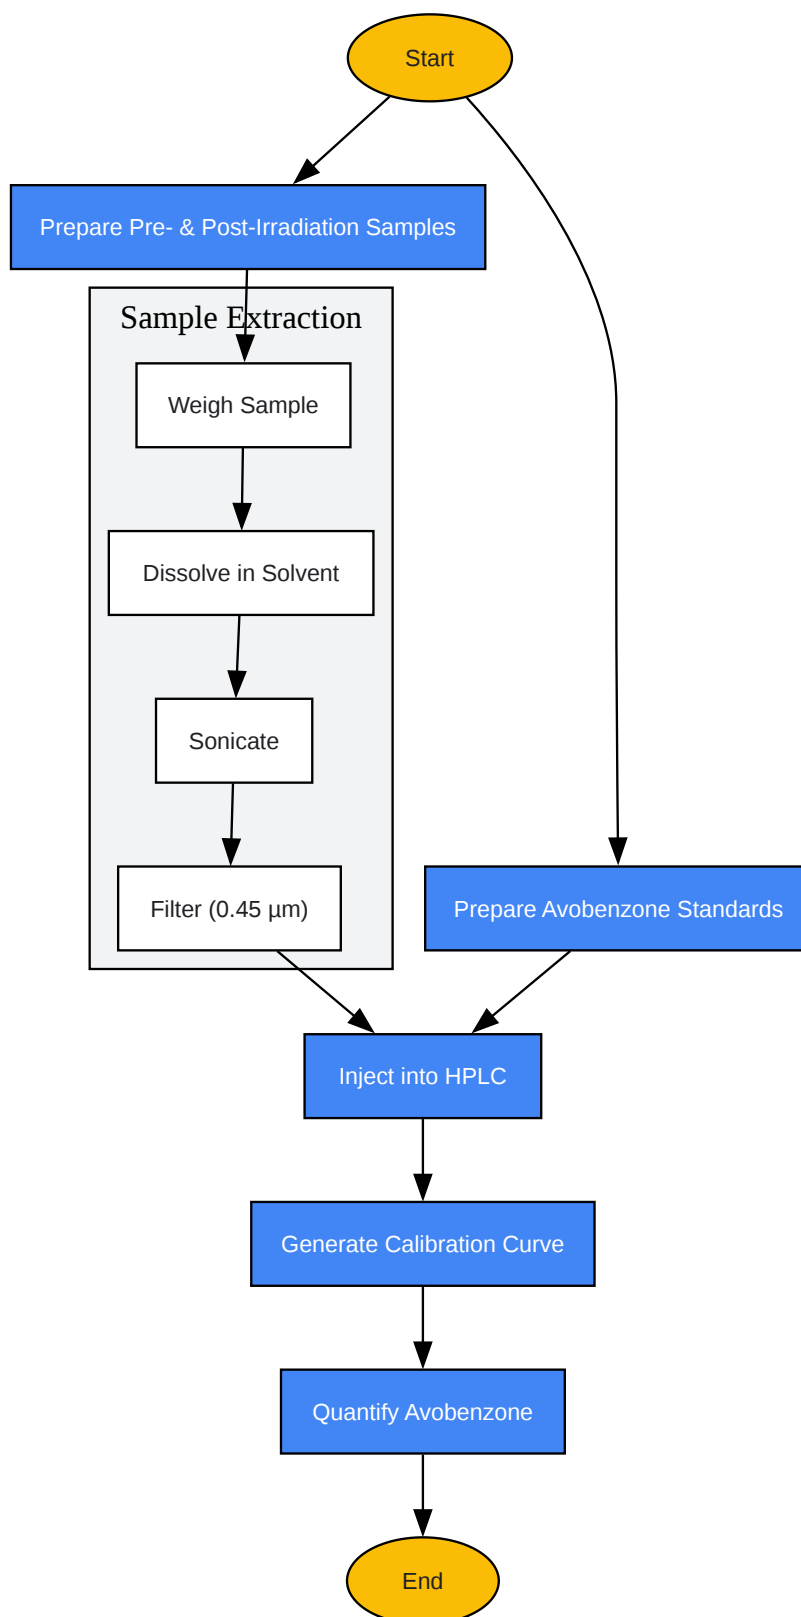 Start
Prepare Pre- & Post-Irradiation Samples
Sample Extraction
Weigh Sample
Dissolve in Solvent
Sonicate
Filter (0.45 µm)
Prepare Avobenzone Standards
Inject into HPLC
Generate Calibration Curve
Quantify Avobenzone
End